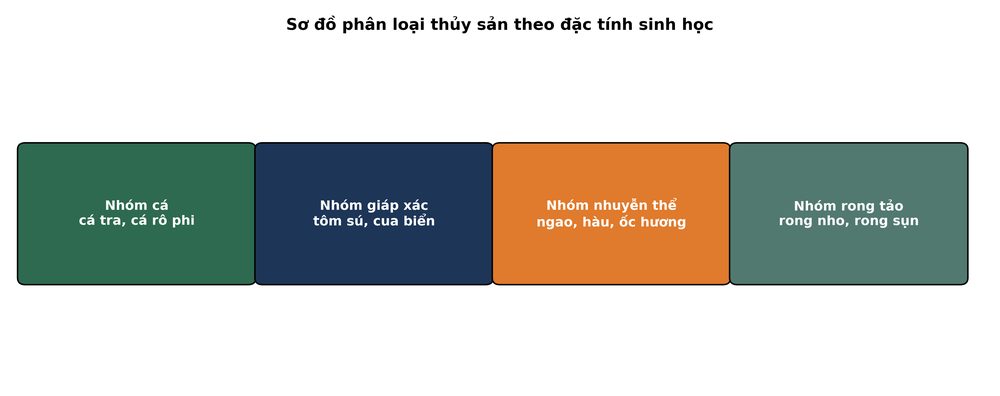 Sơ đồ phân loại thủy sản theo đặc tính sinh học
Nhóm cá
cá tra, cá rô phi
Nhóm giáp xác
tôm sú, cua biển
Nhóm nhuyễn thể
ngao, hàu, ốc hương
Nhóm rong tảo
rong nho, rong sụn